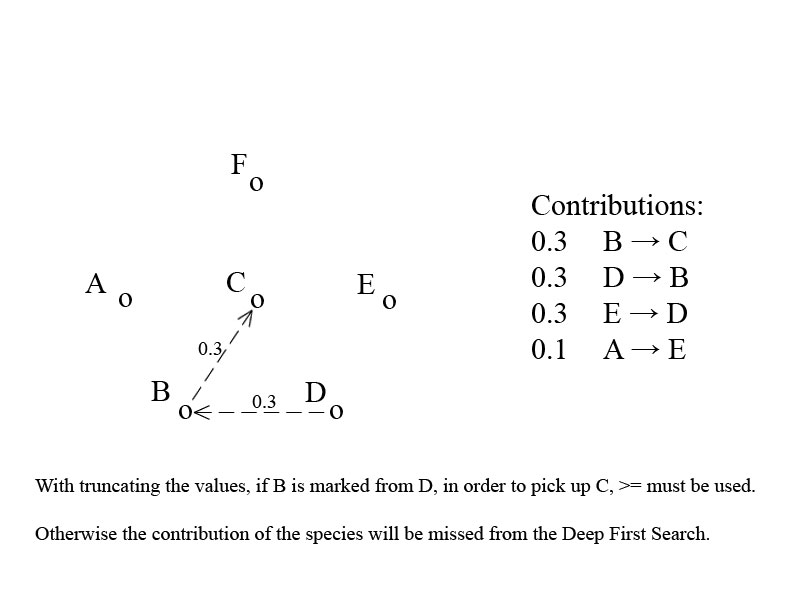 F
o
Contributions:
0.3 B → C
0.3 D → B
0.3 E → D
0.1 A → E
A o
C o
E o
0.3
B o
0.3
D o
With truncating the values, if B is marked from D, in order to pick up C, >= must be used.
Otherwise the contribution of the species will be missed from the Deep First Search.